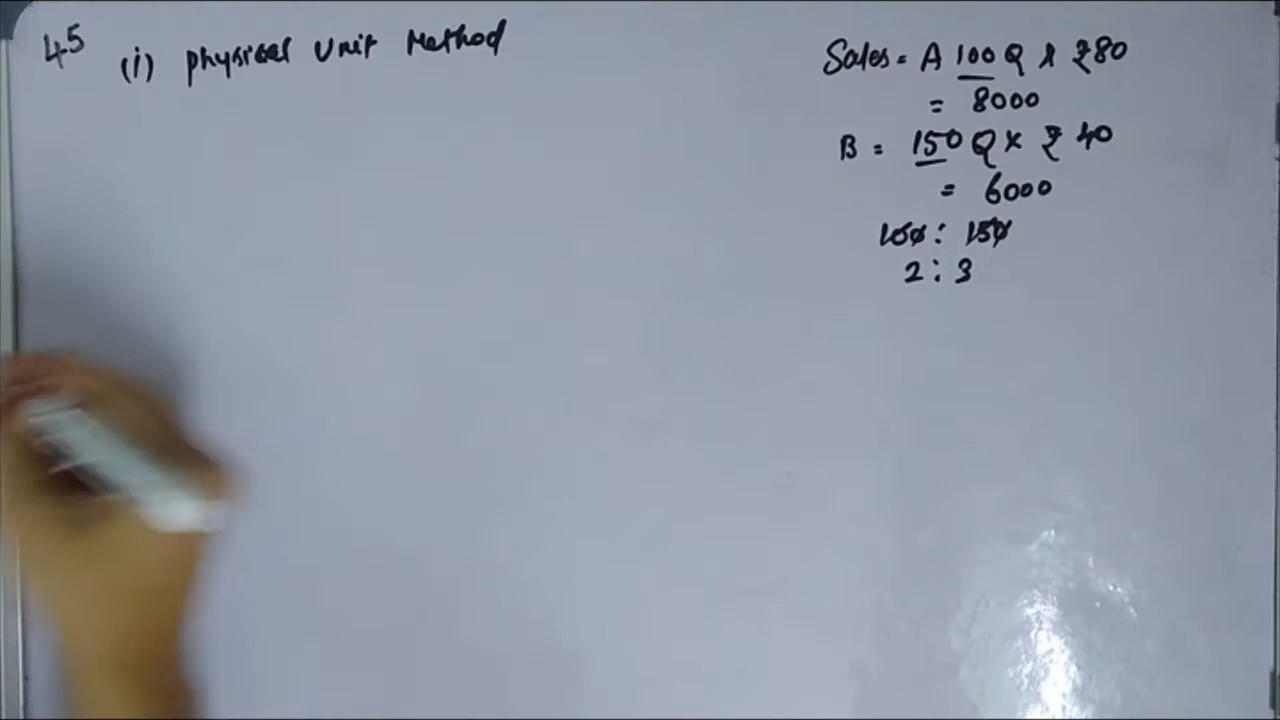 45 (i) Physical Unit Method
Sales = A 100 Q x ₹80
= 8000
B = 150 Q x ₹ 40
= 6000
100 : 150
2 : 3